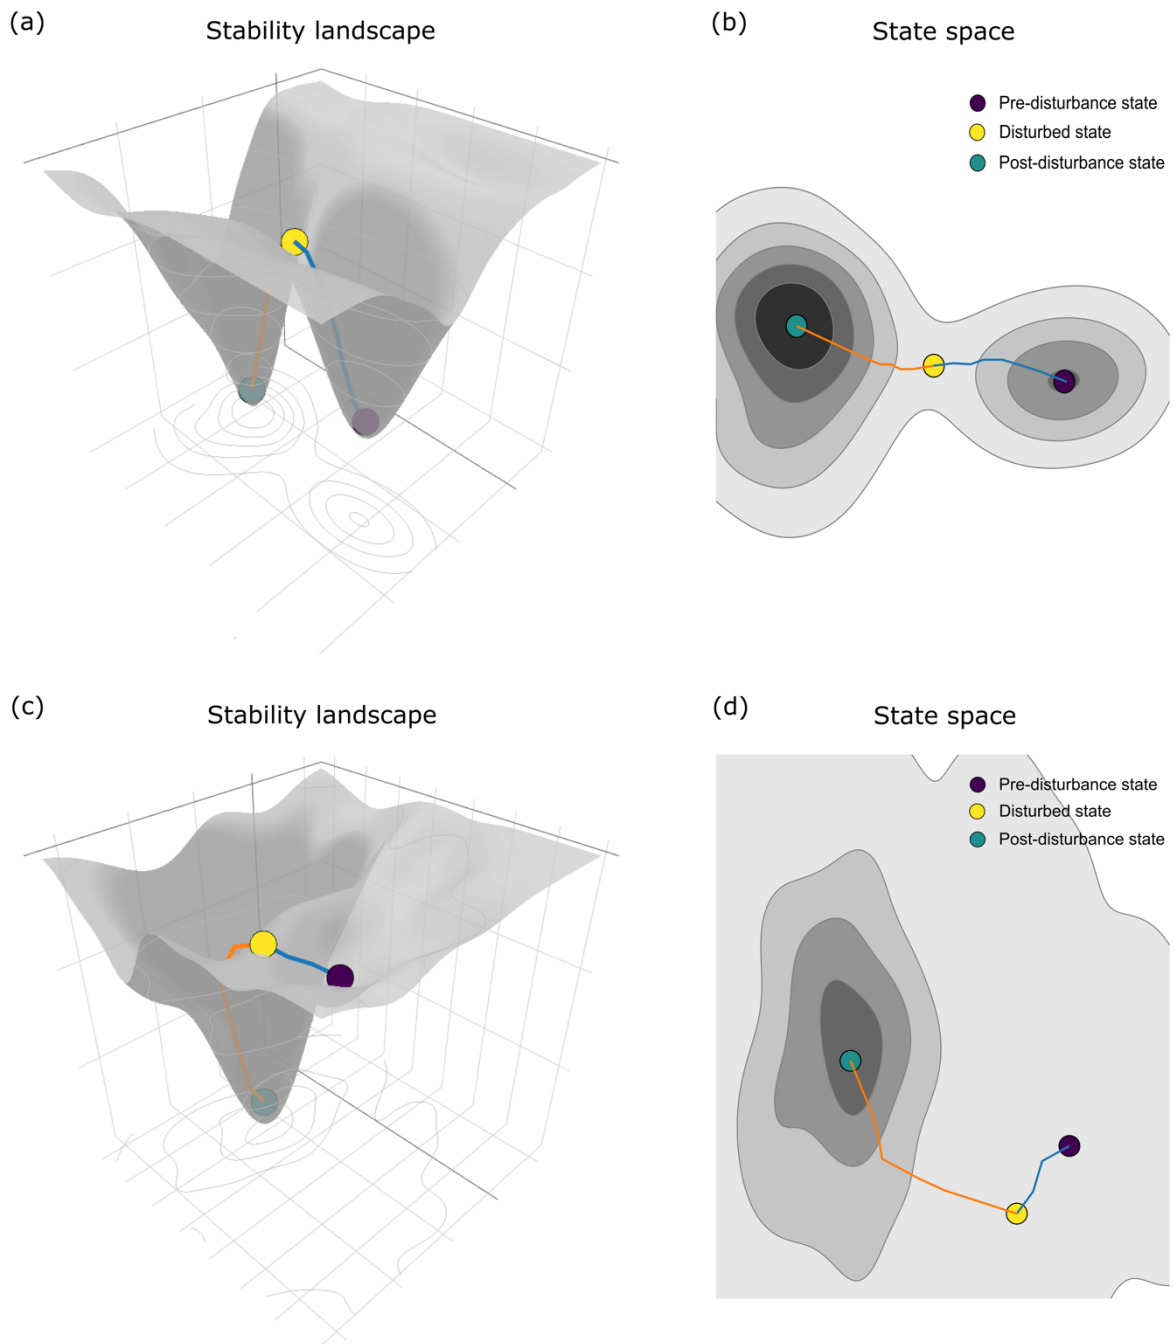 (a)
Stability landscape
(b)
State space
Pre-disturbance state
Disturbed state
Post-disturbance state
(c)
Stability landscape
(d)
State space
Pre-disturbance state
Disturbed state
Post-disturbance state